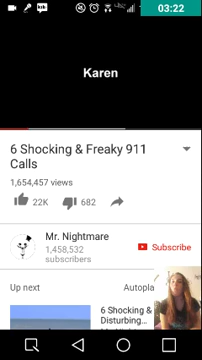 03:22
Karen
6 Shocking & Freaky 911
Calls
1,654,457 views
22K
682
Mr. Nightmare
1,458,532
subscribers
Subscribe
Up next
Autopla
6 Shocking &
Disturbing...